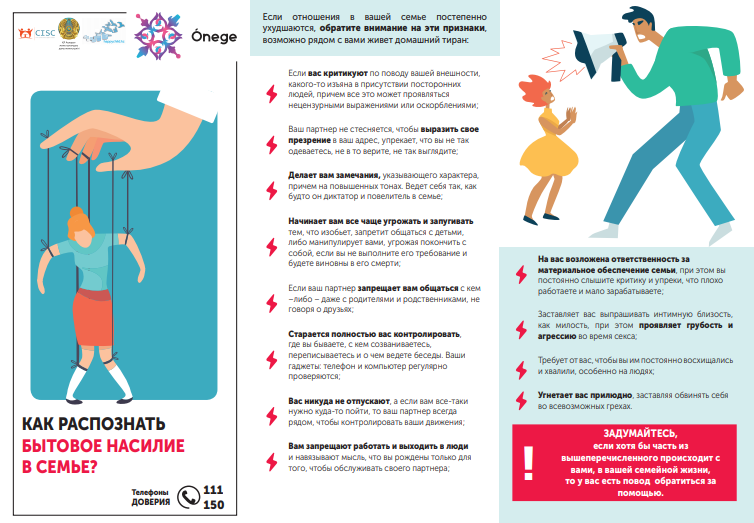 CISC
Ónege
КАК РАСПОЗНАТЬ
БЫТОВОЕ НАСИЛИЕ
В СЕМЬЕ?
Телефоны
ДОВЕРИЯ
111
150
Если отношения в вашей семье постепенно
ухудшаются, обратите внимание на эти признаки,
возможно рядом с вами живет домашний тиран:
Если вас критикуют по поводу вашей внешности,
какого-то изъяна в присутствии посторонних
людей, причем все это может проявляться
нецензурными выражениями или оскорблениями;
Ваш партнер не стесняется, чтобы выразить свое
презрение в ваш адрес, упрекает, что вы не так
одеваетесь, не в то верите, не так выглядите;
Делает вам замечания, указывающего характера,
причем на повышенных тонах. Ведет себя так, как
будто он диктатор и повелитель в семье;
Начинает вам все чаще угрожать и запугивать
тем, что изобьет, запретит общаться с детьми,
либо манипулирует вами, угрожая покончить с
собой, если вы не выполните его требование и
будете виновны в его смерти;
Если ваш партнер запрещает вам общаться с кем
–либо – даже с родителями и родственниками, не
говоря о друзьях;
Старается полностью вас контролировать,
где вы бываете, с кем созваниваетесь,
переписываетесь и о чем ведете беседы. Ваши
гаджеты: телефон и компьютер регулярно
проверяются;
Вас никуда не отпускают, а если вам все-таки
нужно куда-то пойти, то ваш партнер всегда
рядом, чтобы контролировать ваши движения;
Вам запрещают работать и выходить в люди
и навязывают мысль, что вы рождены только для
того, чтобы обслуживать своего партнера;
На вас возложена ответственность за
материальное обеспечение семьи, при этом вы
постоянно слышите критику и упреки, что плохо
работаете и мало зарабатываете;
Заставляет вас выпрашивать интимную близость,
как милость, при этом проявляет грубость и
агрессию во время секса;
Требует от вас, чтобы вы им постоянно восхищались
и хвалили, особенно на людях;
Угнетает вас прилюдно, заставляя обвинять себя
во всевозможных грехах.
!
ЗАДУМАЙТЕСЬ,
если хотя бы часть из
вышеперечисленного происходит с
вами, в вашей семейной жизни,
то у вас есть повод обратиться за
помощью.